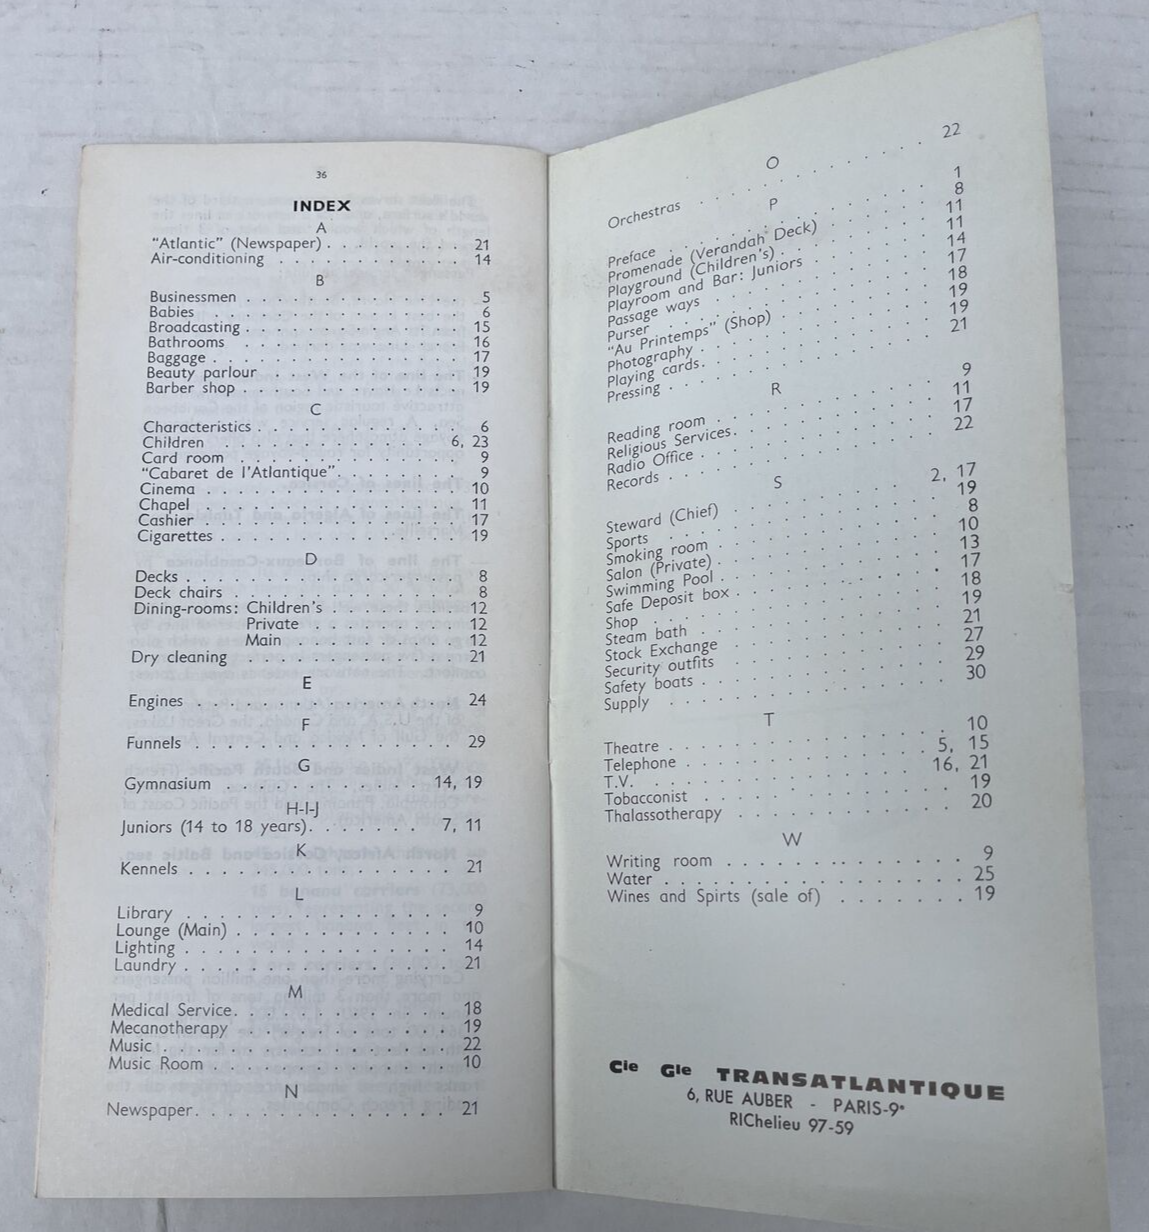 36
INDEX
A
"Atlantic" (Newspaper) . . . . . . . . . 21
Air-conditioning . . . . . . . . . . . . 14
B
Businessmen . . . . . . . . . . . . . . 5
Babies . . . . . . . . . . . . . . . . 6
Broadcasting . . . . . . . . . . . . . . 15
Bathrooms . . . . . . . . . . . . . . . 16
Baggage . . . . . . . . . . . . . . . . 17
Beauty parlour . . . . . . . . . . . . . 19
Barber shop . . . . . . . . . . . . . . 19
C
Characteristics . . . . . . . . . . . . . 6
Children . . . . . . . . . . . . . . 6, 23
Card room . . . . . . . . . . . . . . . 9
"Cabaret de l'Atlantique" . . . . . . . . . 9
Cinema . . . . . . . . . . . . . . . . 10
Chapel . . . . . . . . . . . . . . . . 11
Cashier . . . . . . . . . . . . . . . . 17
Cigarettes . . . . . . . . . . . . . . . 19
D
Decks . . . . . . . . . . . . . . . . . 8
Deck chairs . . . . . . . . . . . . . . 8
Dining-rooms: Children's . . . . . . . . . 12
Private . . . . . . . . . . 12
Main . . . . . . . . . . . 12
Dry cleaning . . . . . . . . . . . . . . 21
E
Engines . . . . . . . . . . . . . . . . 24
F
Funnels . . . . . . . . . . . . . . . . 29
G
Gymnasium . . . . . . . . . . . . . 14, 19
H-I-J
Juniors (14 to 18 years) . . . . . . . . 7, 11
K
Kennels . . . . . . . . . . . . . . . . 21
L
Library . . . . . . . . . . . . . . . . 9
Lounge (Main) . . . . . . . . . . . . . 10
Lighting . . . . . . . . . . . . . . . . 14
Laundry . . . . . . . . . . . . . . . . 21
M
Medical Service . . . . . . . . . . . . . 18
Mecanotherapy . . . . . . . . . . . . . 19
Music . . . . . . . . . . . . . . . . . 22
Music Room . . . . . . . . . . . . . . 10
N
Newspaper . . . . . . . . . . . . . . . 21
O
Orchestras . . . . . . . . . . . . . . . 22
P
Preface . . . . . . . . . . . . . . . . 1
Promenade (Verandah Deck) . . . . . . . . 8
Playground (Children's) . . . . . . . . . . 11
Playroom and Bar: Juniors . . . . . . . . . 11
Passage ways . . . . . . . . . . . . . . 14
Purser . . . . . . . . . . . . . . . . 17
"Au Printemps" (Shop) . . . . . . . . . . 18
Photography . . . . . . . . . . . . . . 19
Playing cards . . . . . . . . . . . . . . 19
Pressing . . . . . . . . . . . . . . . . 21
R
Reading room . . . . . . . . . . . . . . 9
Religious Services . . . . . . . . . . . . 11
Radio Office . . . . . . . . . . . . . . 17
Records . . . . . . . . . . . . . . . . 22
S
Steward (Chief) . . . . . . . . . . . 2, 17
Sports . . . . . . . . . . . . . . . . 19
Smoking room . . . . . . . . . . . . . 8
Salon (Private) . . . . . . . . . . . . . 10
Swimming Pool . . . . . . . . . . . . . 13
Safe Deposit box . . . . . . . . . . . . 17
Shop . . . . . . . . . . . . . . . . . 18
Steam bath . . . . . . . . . . . . . . 19
Stock Exchange . . . . . . . . . . . . . 21
Security outfits . . . . . . . . . . . . . 27
Safety boats . . . . . . . . . . . . . . 29
Supply . . . . . . . . . . . . . . . . 30
T
Theatre . . . . . . . . . . . . . . . . 10
Telephone . . . . . . . . . . . . . 5, 15
T.V. . . . . . . . . . . . . . . . 16, 21
Tobacconist . . . . . . . . . . . . . . 19
Thalassotherapy . . . . . . . . . . . . . 20
W
Writing room . . . . . . . . . . . . . . 9
Water . . . . . . . . . . . . . . . . . 25
Wines and Spirts (sale of) . . . . . . . . 19
Cie Gle TRANSATLANTIQUE
6, RUE AUBER - PARIS-9e
RIChelieu 97-59